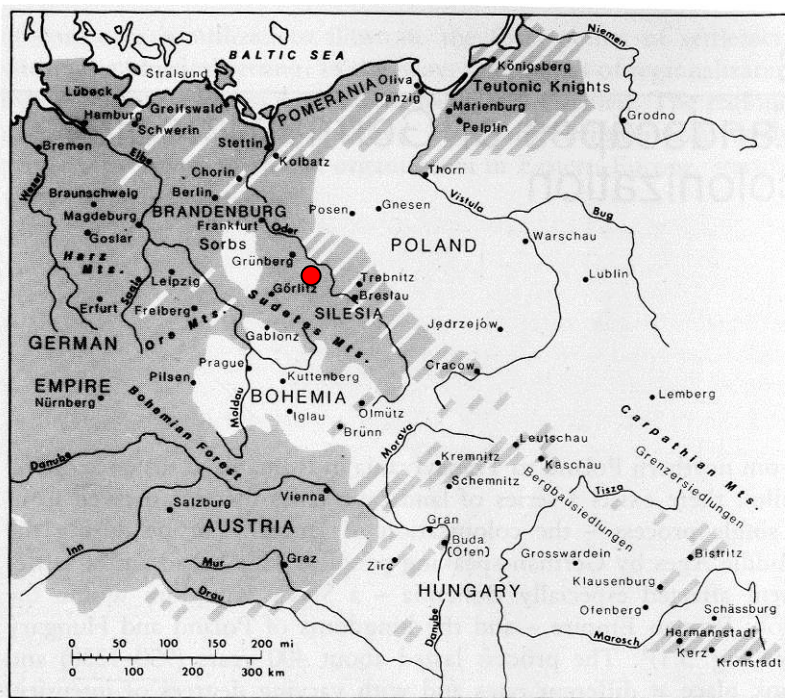 BALTIC SEA
Niemen
Stralsund
Oliva
Königsberg
Lübeck
Danzig
Teutonic Knights
POMERANIA
Greifswald
Marienburg
Hamburg
Schwerin
Pelplin
Grodno
Bremen
Stettin
Kolbatz
Elbe
Thorn
Weser
Chorin
Vistula
Braunschweig
Berlin
Gnesen
Bug
Magdeburg
BRANDENBURG
Posen
Goslar
Frankfurt
Oder
POLAND
Warschau
Sorbs
Harz
Mts.
Grünberg
Lublin
Leipzig
Trebnitz
Görlitz
Breslau
Saale
Erfurt
Freiberg
Sudetes Mts.
SILESIA
Ore Mts.
Jędrzejów
GERMAN
Gablonz
Prague
Cracow
EMPIRE
Pilsen
Kuttenberg
BOHEMIA
Lemberg
Nürnberg
Moldau
Iglau
Olmütz
Carpathian Mts.
Bohemian Forest
Brünn
Leutschau
Grenzersiedlungen
Danube
Morava
Kremnitz
Kaschau
Tisza
Schemnitz
Bergbausiedlungen
Vienna
Salzburg
Gran
AUSTRIA
Buda
(Ofen)
Grosswardein
Bistritz
Inn
Mur
Graz
Zirc
Klausenburg
Drau
HUNGARY
Ofenberg
Schässburg
Danube
Marosch
Hermannstadt
Kerz
Kronstadt
0 50 100 150 200 mi
0 100 200 300 km